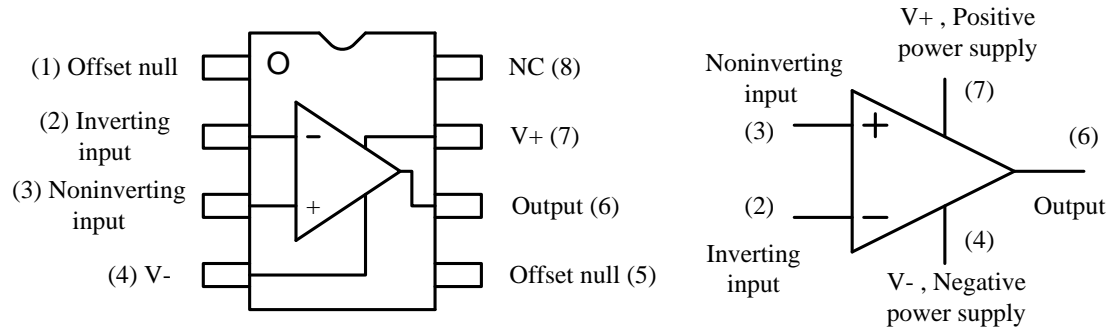 (1) Offset null
(2) Inverting
input
(3) Noninverting
input
(4) V-
O
-
+
NC (8)
V+ (7)
Output (6)
Offset null (5)
V+ , Positive
power supply
(7)
Noninverting
input
(3)
+
(6)
Output
(2)
-
Inverting
input
(4)
V- , Negative
power supply